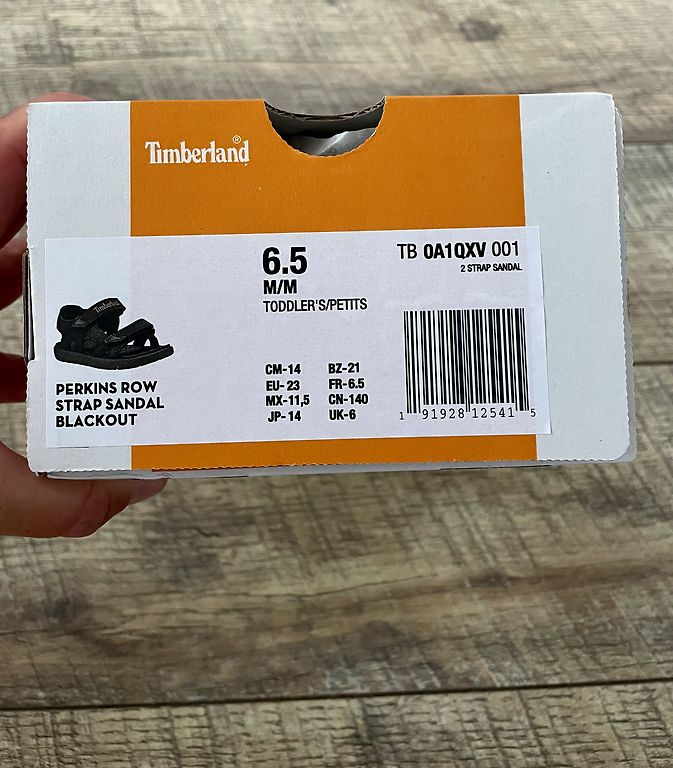 Timberland®
6.5
M/M
TODDLER'S/PETITS
TB 0A1QXV 001
2 STRAP SANDAL
Timberland
PERKINS ROW
STRAP SANDAL
BLACKOUT
CM-14 BZ-21
EU-23 FR-6.5
MX-11,5 CN-140
JP-14 UK-6
1 91928 12541 5